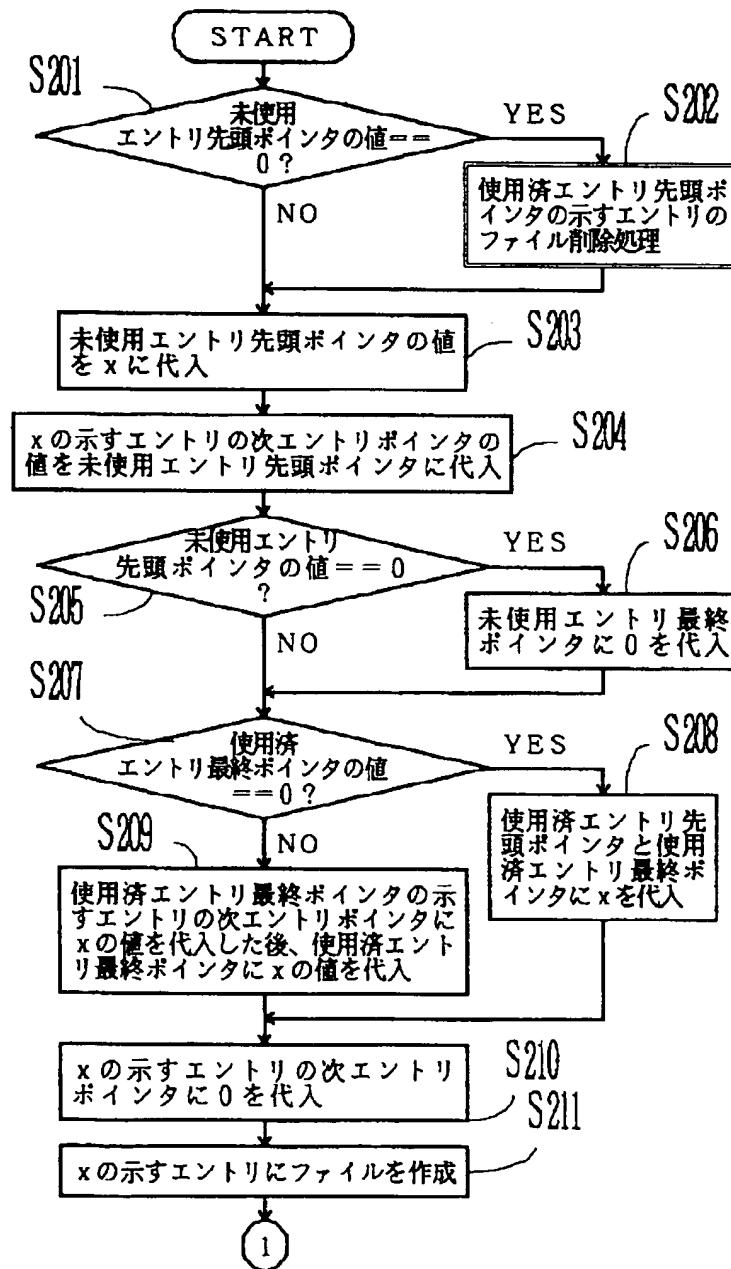 START
S201
未使用
エントリ先頭ポインタの値==
0?
YES
S202
使用済エントリ先頭ポ
インタの示すエントリの
ファイル削除処理
NO
未使用エントリ先頭ポインタの値
をxに代入
S203
xの示すエントリの次エントリポインタの
値を未使用エントリ先頭ポインタに代入
S204
未使用エントリ
先頭ポインタの値==0
?
S205
YES
S206
未使用エントリ最終
ポインタに0を代入
NO
S207
使用済
エントリ最終ポインタの値
==0?
YES
S208
使用済エントリ先
頭ポインタと使用
済エントリ最終ポ
インタにxを代入
NO
S209
使用済エントリ最終ポインタの示
すエントリの次エントリポインタに
xの値を代入した後、使用済エント
リ最終ポインタにxの値を代入
xの示すエントリの次エントリ
ポインタに0を代入
S210
S211
xの示すエントリにファイルを作成
1